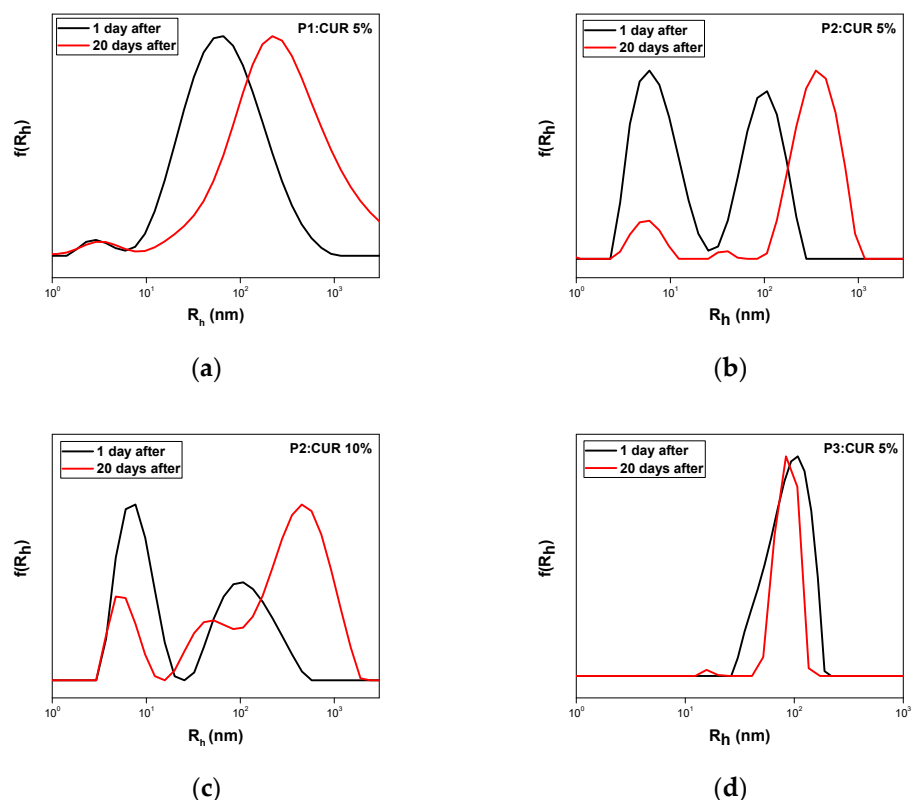 1 day after
20 days after
P1:CUR 5%
f(Rh)
10⁰ 10¹ 10² 10³
Rh (nm)
(a)
1 day after
20 days after
P2:CUR 5%
f(Rh)
10⁰ 10¹ 10² 10³
Rh (nm)
(b)
1 day after
20 days after
P2:CUR 10%
f(Rh)
10⁰ 10¹ 10² 10³
Rh (nm)
(c)
1 day after
20 days after
P3:CUR 5%
f(Rh)
10⁰ 10¹ 10² 10³
Rh (nm)
(d)